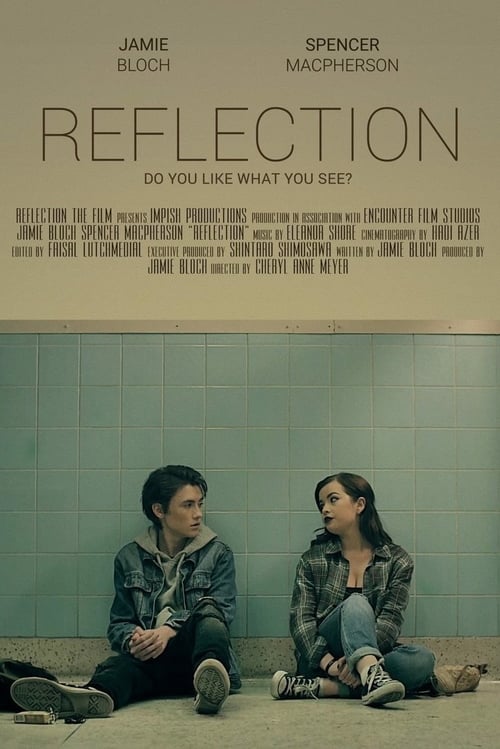 JAMIE SPENCER
BLOCH MACPHERSON
REFLECTION
DO YOU LIKE WHAT YOU SEE?
REFLECTION THE FILM PRESENTS IMPISH PRODUCTIONS PRODUCTION IN ASSOCIATION WITH ENCOUNTER FILM STUDIOS
JAMIE BLOCH SPENCER MACPHERSON "REFLECTION" MUSIC BY ELEANOR SHORE CINEMATOGRAPHY BY HADI AZER
EDITED BY FAISAL LUTCHMEDIAL EXECUTIVE PRODUCED BY SHINTARO SHIMOSAWA WRITTEN BY JAMIE BLOCH PRODUCED BY
JAMIE BLOCH DIRECTED BY CHERYL ANNE MEYER